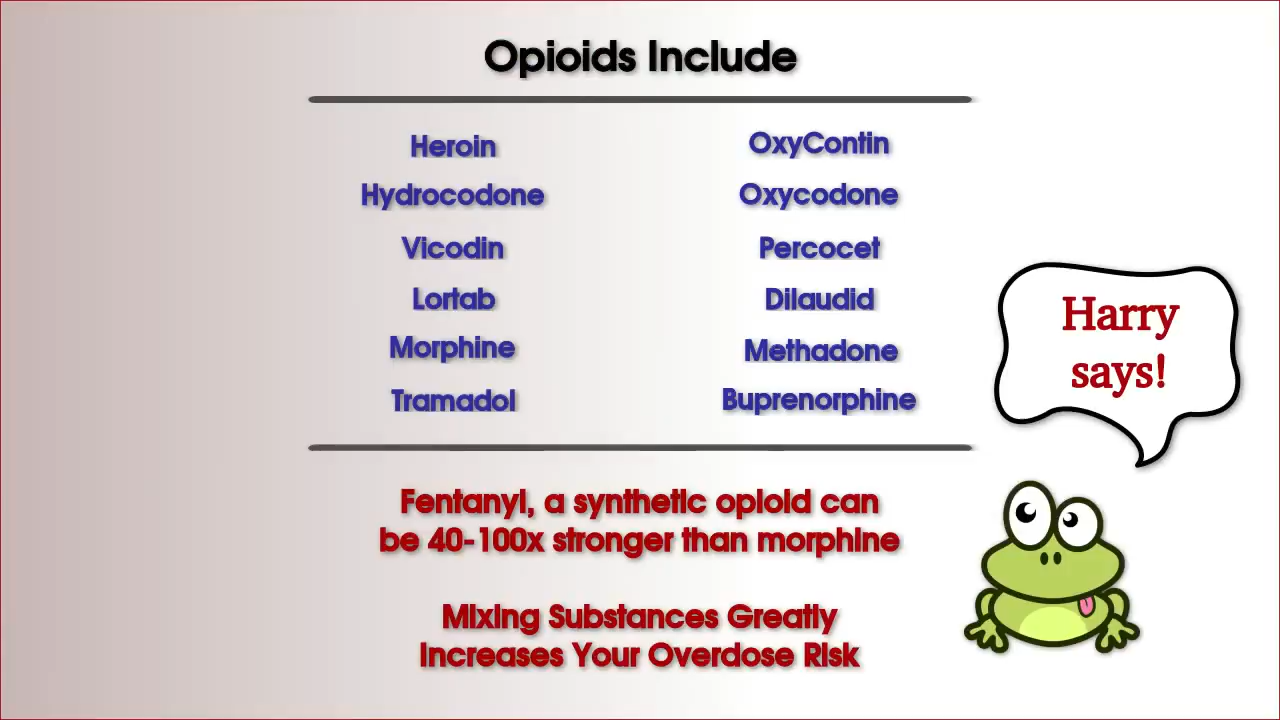 Opioids Include
Heroin
OxyContin
Hydrocodone
Oxycodone
Vicodin
Percocet
Lortab
Dilaudid
Morphine
Methadone
Tramadol
Buprenorphine
Harry
says!
Fentanyl, a synthetic opioid can
be 40-100x stronger than morphine
Mixing Substances Greatly
Increases Your Overdose Risk